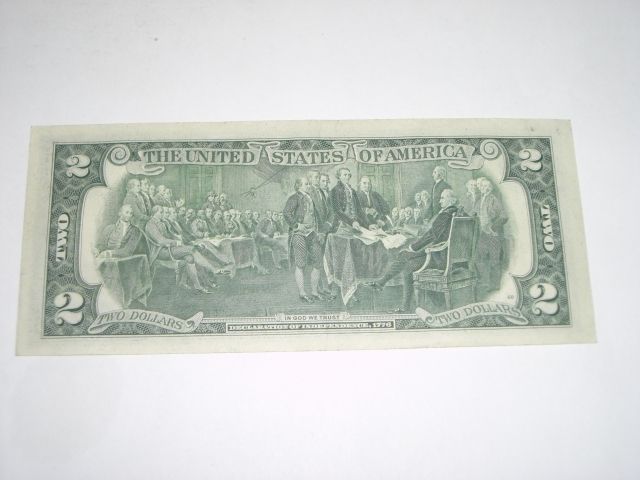 2 THE UNITED STATES OF AMERICA 2
TWO TWO
2 TWO DOLLARS IN GOD WE TRUST TWO DOLLARS 2
DECLARATION OF INDEPENDENCE, 1776